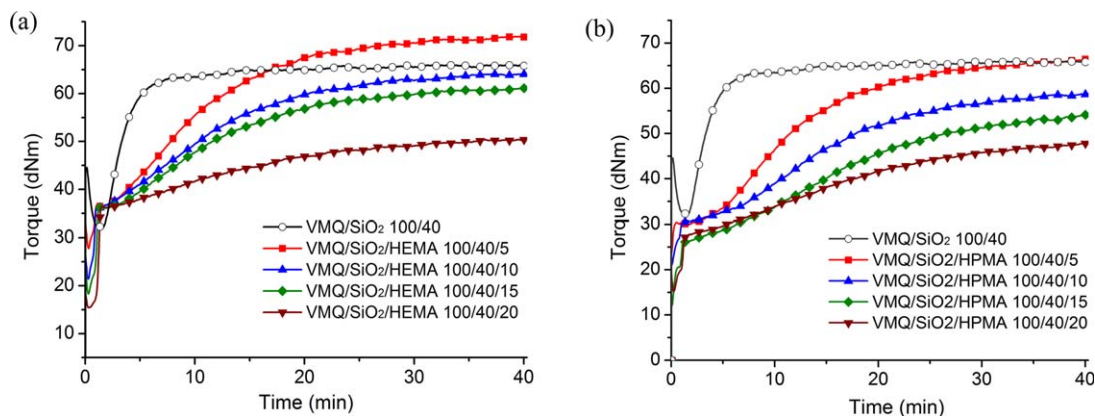 (a)
Torque (dNm)
70
60
50
40
30
20
10
VMQ/SiO₂ 100/40
VMQ/SiO₂/HEMA 100/40/5
VMQ/SiO₂/HEMA 100/40/10
VMQ/SiO₂/HEMA 100/40/15
VMQ/SiO₂/HEMA 100/40/20
0 5 10 15 20 25 30 35 40
Time (min)
(b)
Torque (dNm)
70
60
50
40
30
20
10
0
VMQ/SiO₂ 100/40
VMQ/SiO2/HPMA 100/40/5
VMQ/SiO2/HPMA 100/40/10
VMQ/SiO2/HPMA 100/40/15
VMQ/SiO2/HPMA 100/40/20
0 10 20 30 40
Time (min)